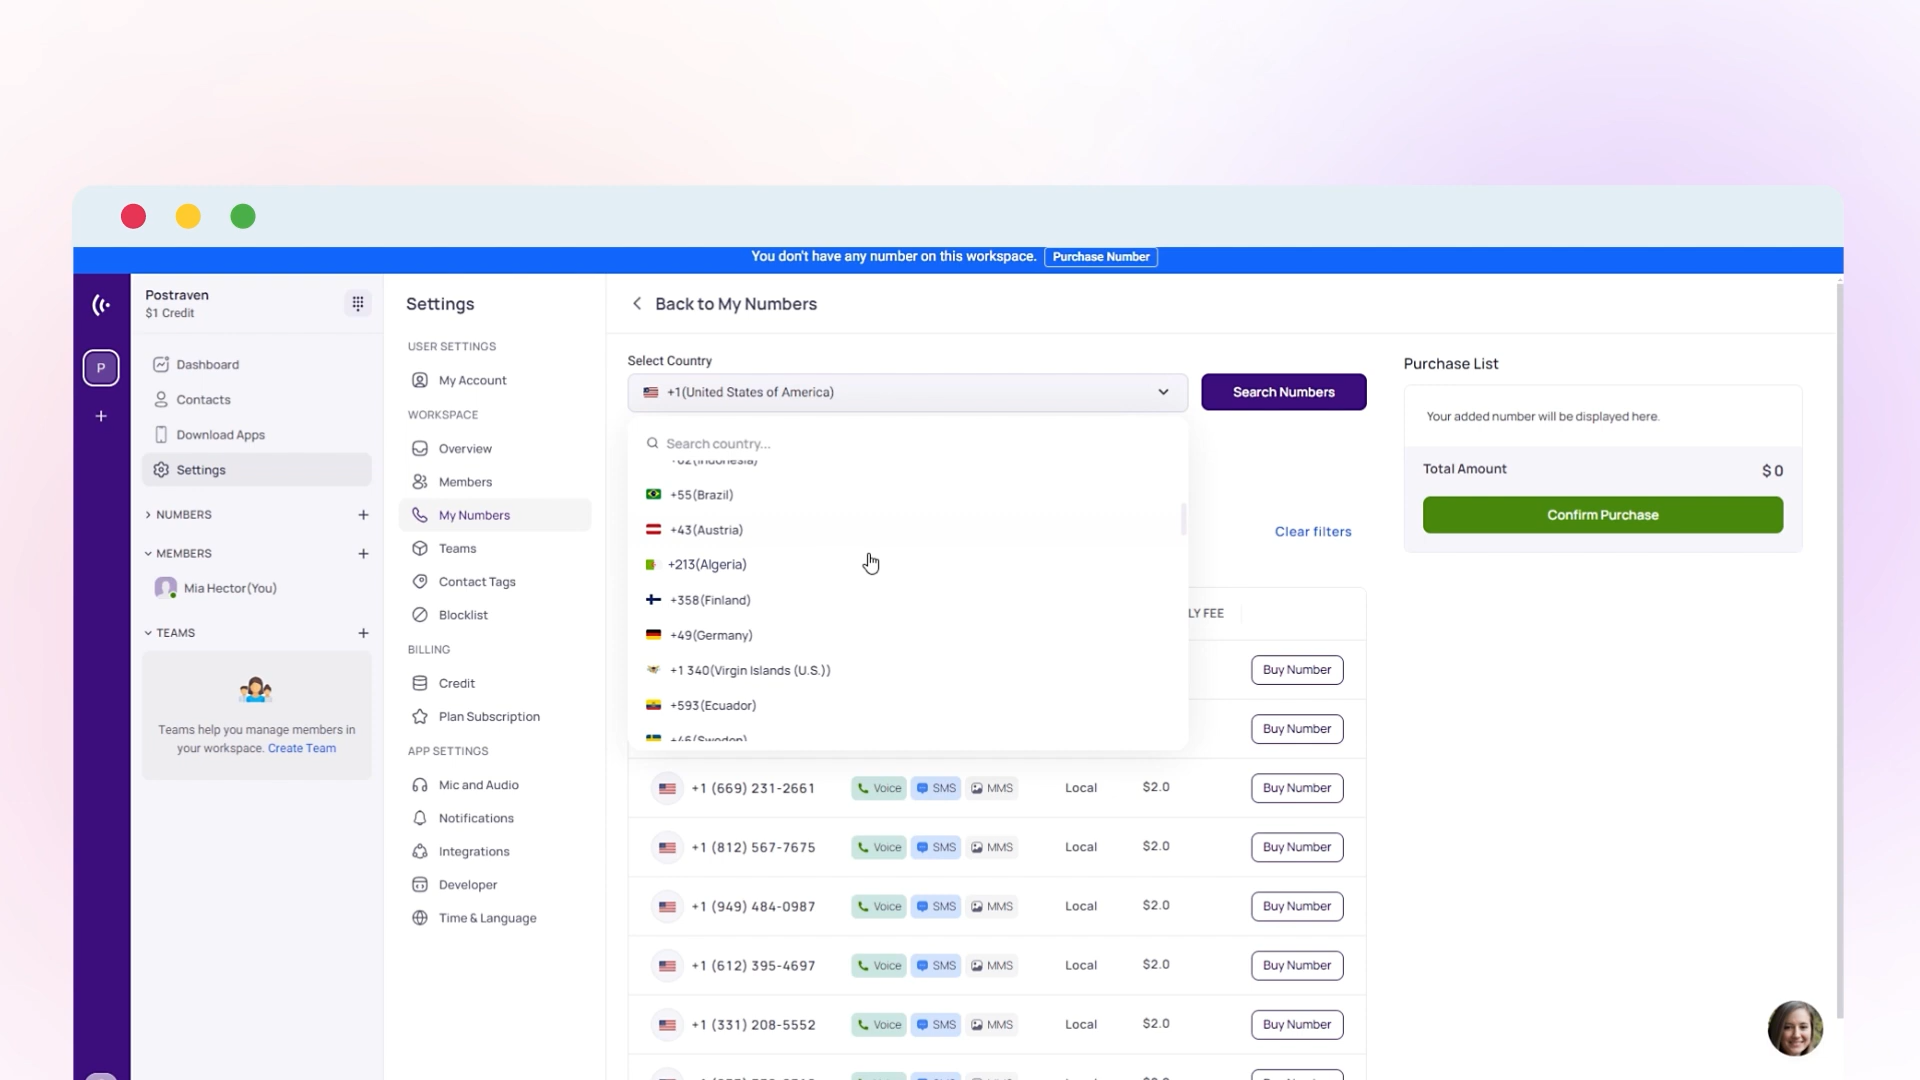 You don't have any number on this workspace. Purchase Number
Postraven
$1 Credit
P
Dashboard
Contacts
Download Apps
Settings
NUMBERS
MEMBERS
Mia Hector(You)
TEAMS
Teams help you manage members in
your workspace. Create Team
Settings
USER SETTINGS
My Account
WORKSPACE
Overview
Members
My Numbers
Teams
Contact Tags
Blocklist
BILLING
Credit
Plan Subscription
APP SETTINGS
Mic and Audio
Notifications
Integrations
Developer
Time & Language
Back to My Numbers
Select Country
+1(United States of America)
Search Numbers
Search country...
+62(Indonesia)
+55(Brazil)
+43(Austria)
+213(Algeria)
+358(Finland)
+49(Germany)
+1 340(Virgin Islands (U.S.))
+593(Ecuador)
+46(Sweden)
Clear filters
LY FEE
Buy Number
Buy Number
+1 (669) 231-2661 Voice SMS MMS Local $2.0 Buy Number
+1 (812) 567-7675 Voice SMS MMS Local $2.0 Buy Number
+1 (949) 484-0987 Voice SMS MMS Local $2.0 Buy Number
+1 (612) 395-4697 Voice SMS MMS Local $2.0 Buy Number
+1 (331) 208-5552 Voice SMS MMS Local $2.0 Buy Number
Purchase List
Your added number will be displayed here.
Total Amount $0
Confirm Purchase